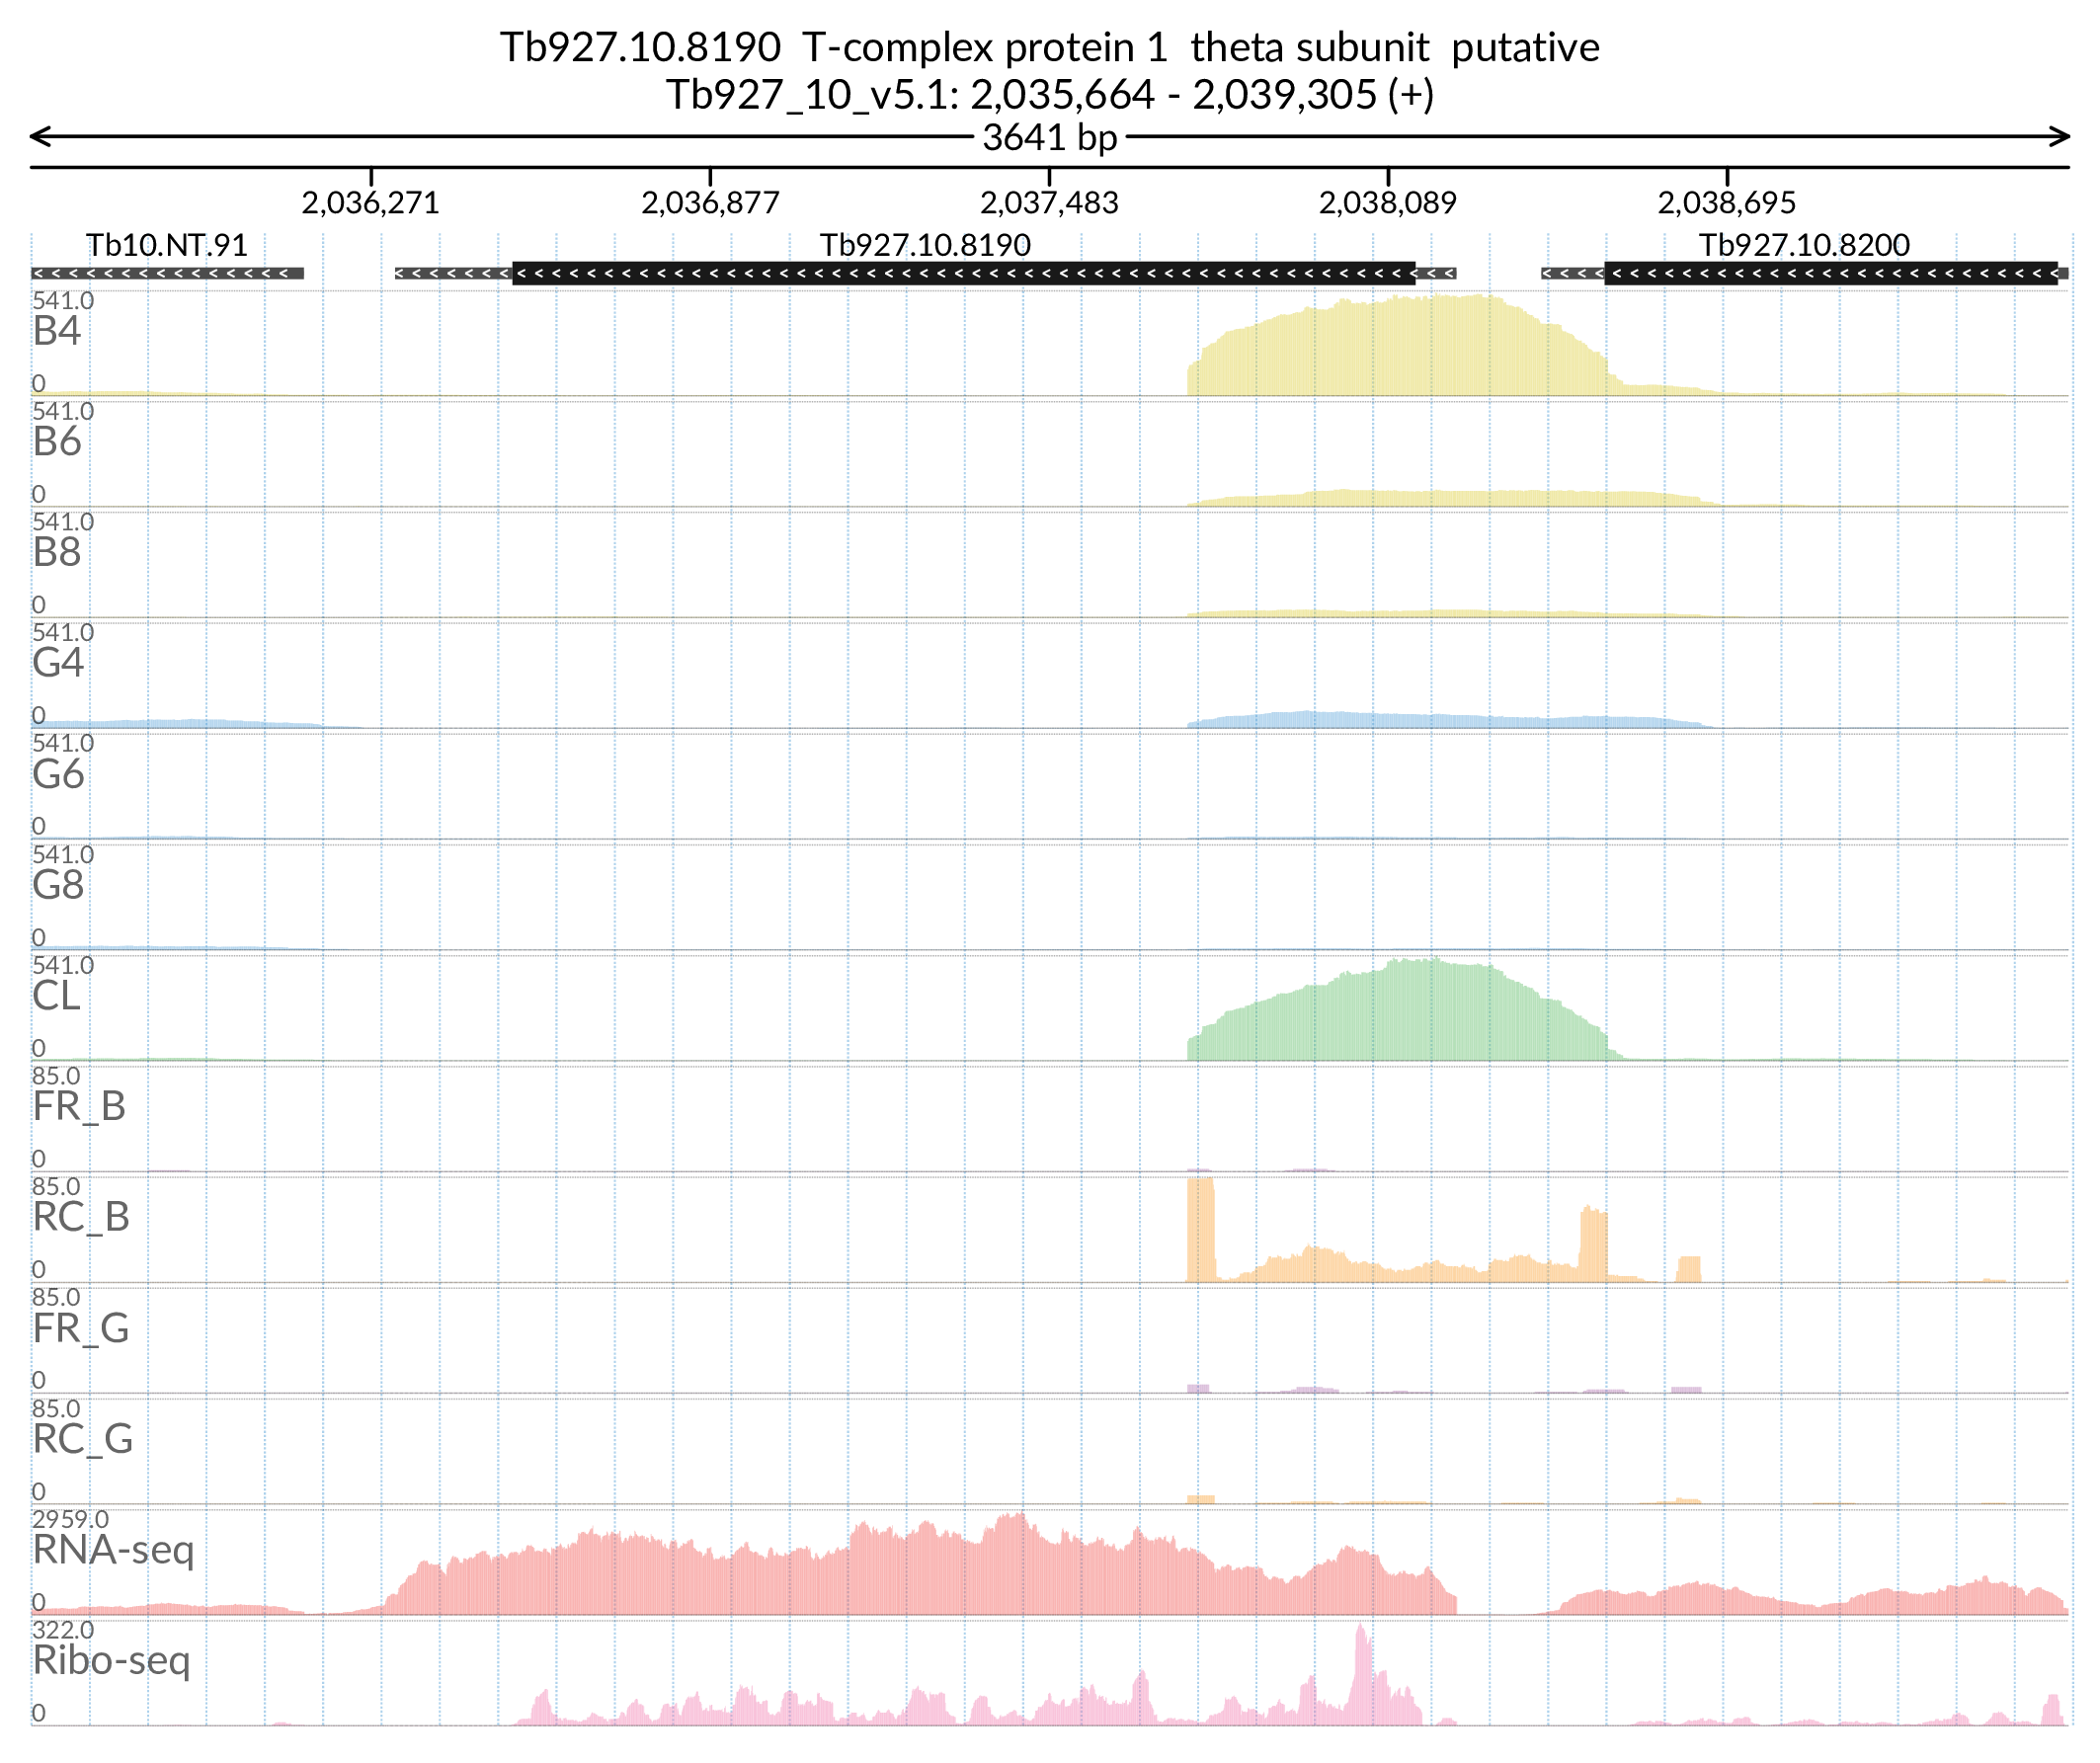 Tb927.10.8190  T-complex protein 1  theta subunit  putative
Tb927_10_v5.1: 2,035,664 - 2,039,305 (+)
3641 bp
2,036,271 2,036,877 2,037,483 2,038,089 2,038,695
Tb10.NT.91 Tb927.10.8190 Tb927.10.8200
541.0
B4
0
541.0
B6
0
541.0
B8
0
541.0
G4
0
541.0
G6
0
541.0
G8
0
541.0
CL
0
85.0
FR_B
0
85.0
RC_B
0
85.0
FR_G
0
85.0
RC_G
0
2959.0
RNA-seq
0
322.0
Ribo-seq
0